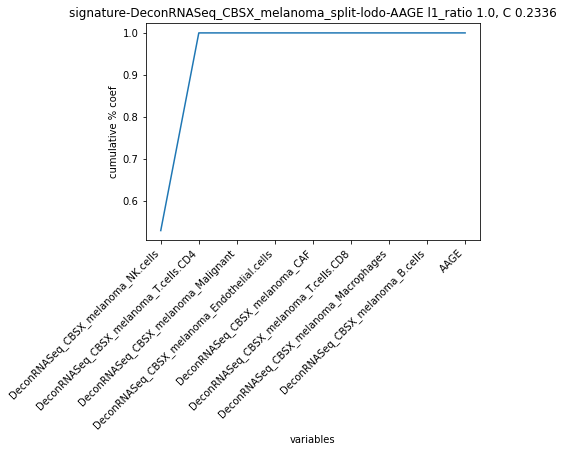 signature-DeconRNASeq_CBSX_melanoma_split-lodo-AAGE l1_ratio 1.0, C 0.2336
1.0
0.9
0.8
0.7
0.6
cumulative % coef
DeconRNASeq_CBSX_melanoma_NK.cells
DeconRNASeq_CBSX_melanoma_T.cells.CD4
DeconRNASeq_CBSX_melanoma_Malignant
DeconRNASeq_CBSX_melanoma_Endothelial.cells
DeconRNASeq_CBSX_melanoma_CAF
DeconRNASeq_CBSX_melanoma_T.cells.CD8
DeconRNASeq_CBSX_melanoma_Macrophages
DeconRNASeq_CBSX_melanoma_B.cells
AAGE
variables